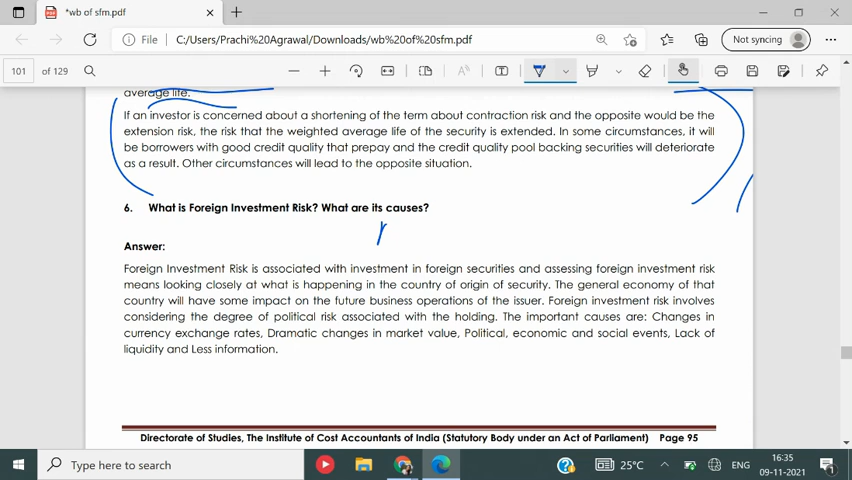 *wb of sfm.pdf
File C:/Users/Prachi%20Agrawal/Downloads/wb%20of%20sfm.pdf Not syncing
101 of 129
average life.
If an investor is concerned about a shortening of the term about contraction risk and the opposite would be the
extension risk, the risk that the weighted average life of the security is extended. In some circumstances, it will
be borrowers with good credit quality that prepay and the credit quality pool backing securities will deteriorate
as a result. Other circumstances will lead to the opposite situation.
6. What is Foreign Investment Risk? What are its causes?
Answer:
Foreign Investment Risk is associated with investment in foreign securities and assessing foreign investment risk
means looking closely at what is happening in the country of origin of security. The general economy of that
country will have some impact on the future business operations of the issuer. Foreign investment risk involves
considering the degree of political risk associated with the holding. The important causes are: Changes in
currency exchange rates, Dramatic changes in market value, Political, economic and social events, Lack of
liquidity and Less information.
Directorate of Studies, The Institute of Cost Accountants of India (Statutory Body under an Act of Parliament) Page 95
Type here to search
25°C
ENG
16:35
09-11-2021